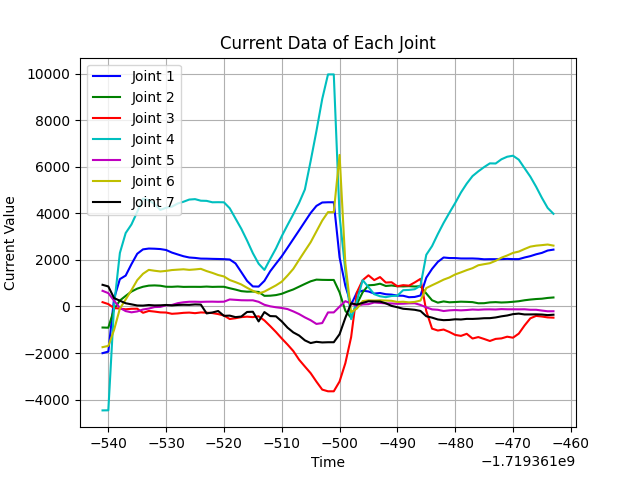 Current Data of Each Joint
Current Value
10000
8000
6000
4000
2000
0
−2000
−4000
Joint 1
Joint 2
Joint 3
Joint 4
Joint 5
Joint 6
Joint 7
−540 −530 −520 −510 −500 −490 −480 −470 −460
Time
−1.719361e9